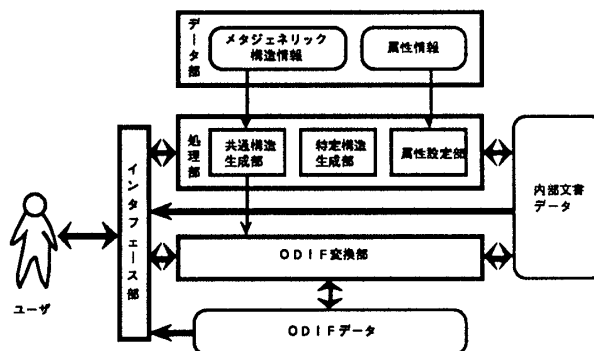 データ部
メタジェネリック
構造情報
属性情報
処理部
共通構造
生成部
特定構造
生成部
属性設定部
インタフェース部
内部文書
データ
ODIF変換部
ユーザ
ODIFデータ